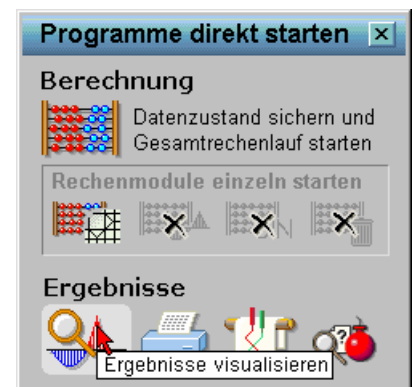 Programme direkt starten
Berechnung
Datenzustand sichern und
Gesamtrechenlauf starten
Rechenmodule einzeln starten
Ergebnisse
?
Ergebnisse visualisieren